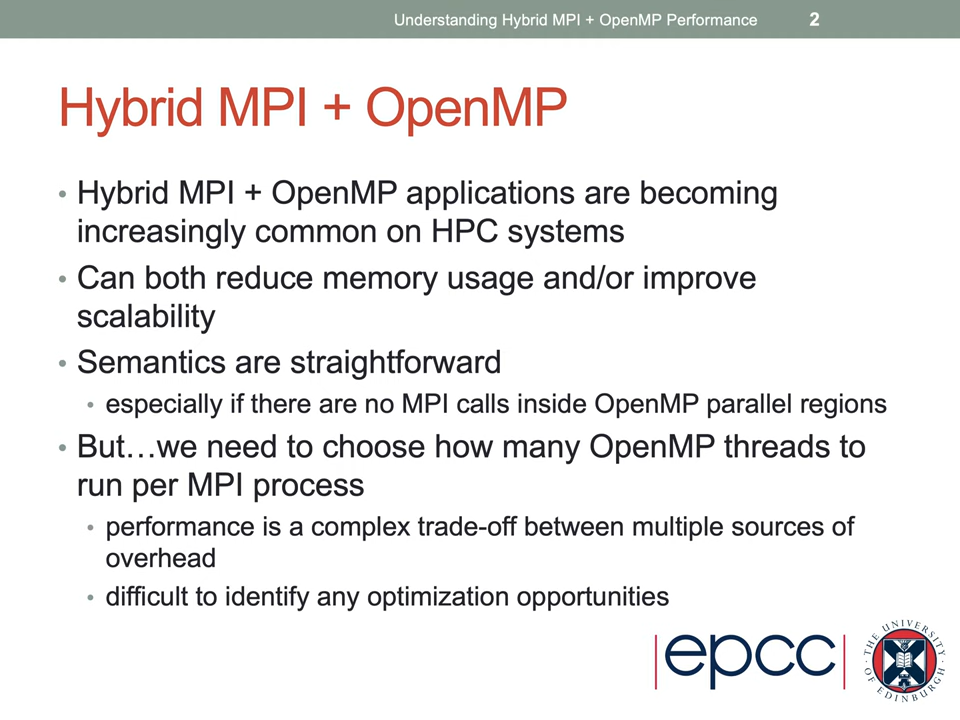 Understanding Hybrid MPI + OpenMP Performance 2
Hybrid MPI + OpenMP
• Hybrid MPI + OpenMP applications are becoming
increasingly common on HPC systems
• Can both reduce memory usage and/or improve
scalability
• Semantics are straightforward
• especially if there are no MPI calls inside OpenMP parallel regions
• But…we need to choose how many OpenMP threads to
run per MPI process
• performance is a complex trade-off between multiple sources of
overhead
• difficult to identify any optimization opportunities
epcc
THE UNIVERSITY OF EDINBURGH